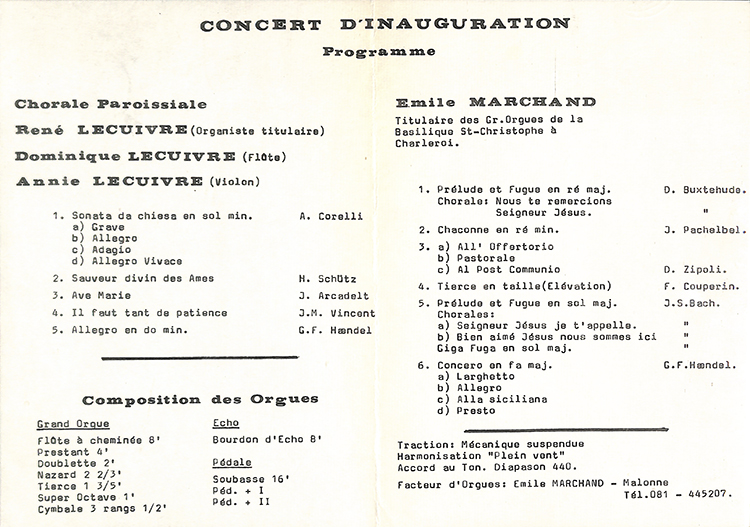 CONCERT D'INAUGURATION
Programme
Chorale Paroissiale
René LECUIVRE (Organiste titulaire)
Dominique LECUIVRE (Flûte)
Annie LECUIVRE (Violon)
1. Sonata da chiesa en sol min. A. Corelli
a) Grave
b) Allegro
c) Adagio
d) Allegro Vivace
2. Sauveur divin des Ames H. Schütz
3. Ave Marie J. Arcadelt
4. Il faut tant de patience J.M. Vincent
5. Allegro en do min. G.F. Hændel
Composition des Orgues
Grand Orgue
Flûte à cheminée 8'
Prestant 4'
Doublette 2'
Nazard 2 2/3'
Tierce 1 3/5'
Super Octave 1'
Cymbale 3 rangs 1/2'
Echo
Bourdon d'Echo 8'
Pédale
Soubasse 16'
Péd. + I
Péd. + II
Emile MARCHAND
Titulaire des Gr.Orgues de la
Basilique St-Christophe à
Charleroi.
1. Prélude et Fugue en ré maj. D. Buxtehude.
Chorale: Nous te remercions
Seigneur Jésus. "
2. Chaconne en ré min. J. Pachelbel.
3. a) All' Offertorio
b) Pastorale
c) Al Post Communio D. Zipoli.
4. Tierce en taille(Elévation) F. Couperin.
5. Prélude et Fugue en sol maj. J.S.Bach.
Chorales:
a) Seigneur Jésus je t'appelle. "
b) Bien aimé Jésus nous sommes ici "
Giga Fuga en sol maj. "
6. Concero en fa maj. G.F.Hændel.
a) Larghetto
b) Allegro
c) Alla siciliana
d) Presto
Traction: Mécanique suspendue
Harmonisation "Plein vent"
Accord au Ton. Diapason 440.
Facteur d'Orgues: Emile MARCHAND - Malonne
Tél.081 - 445207.